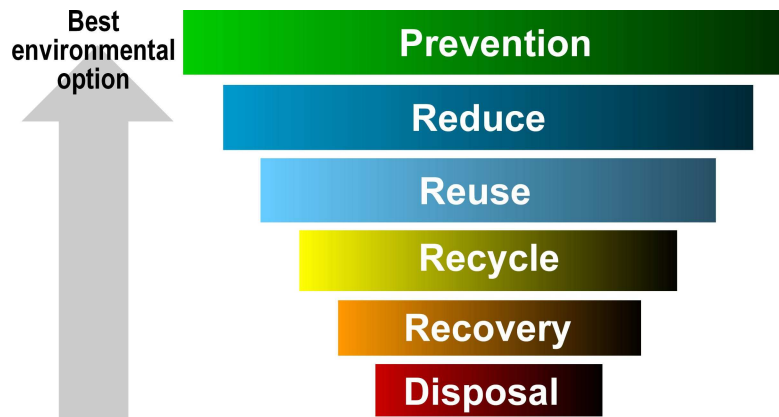 Best
environmental
option
Prevention
Reduce
Reuse
Recycle
Recovery
Disposal